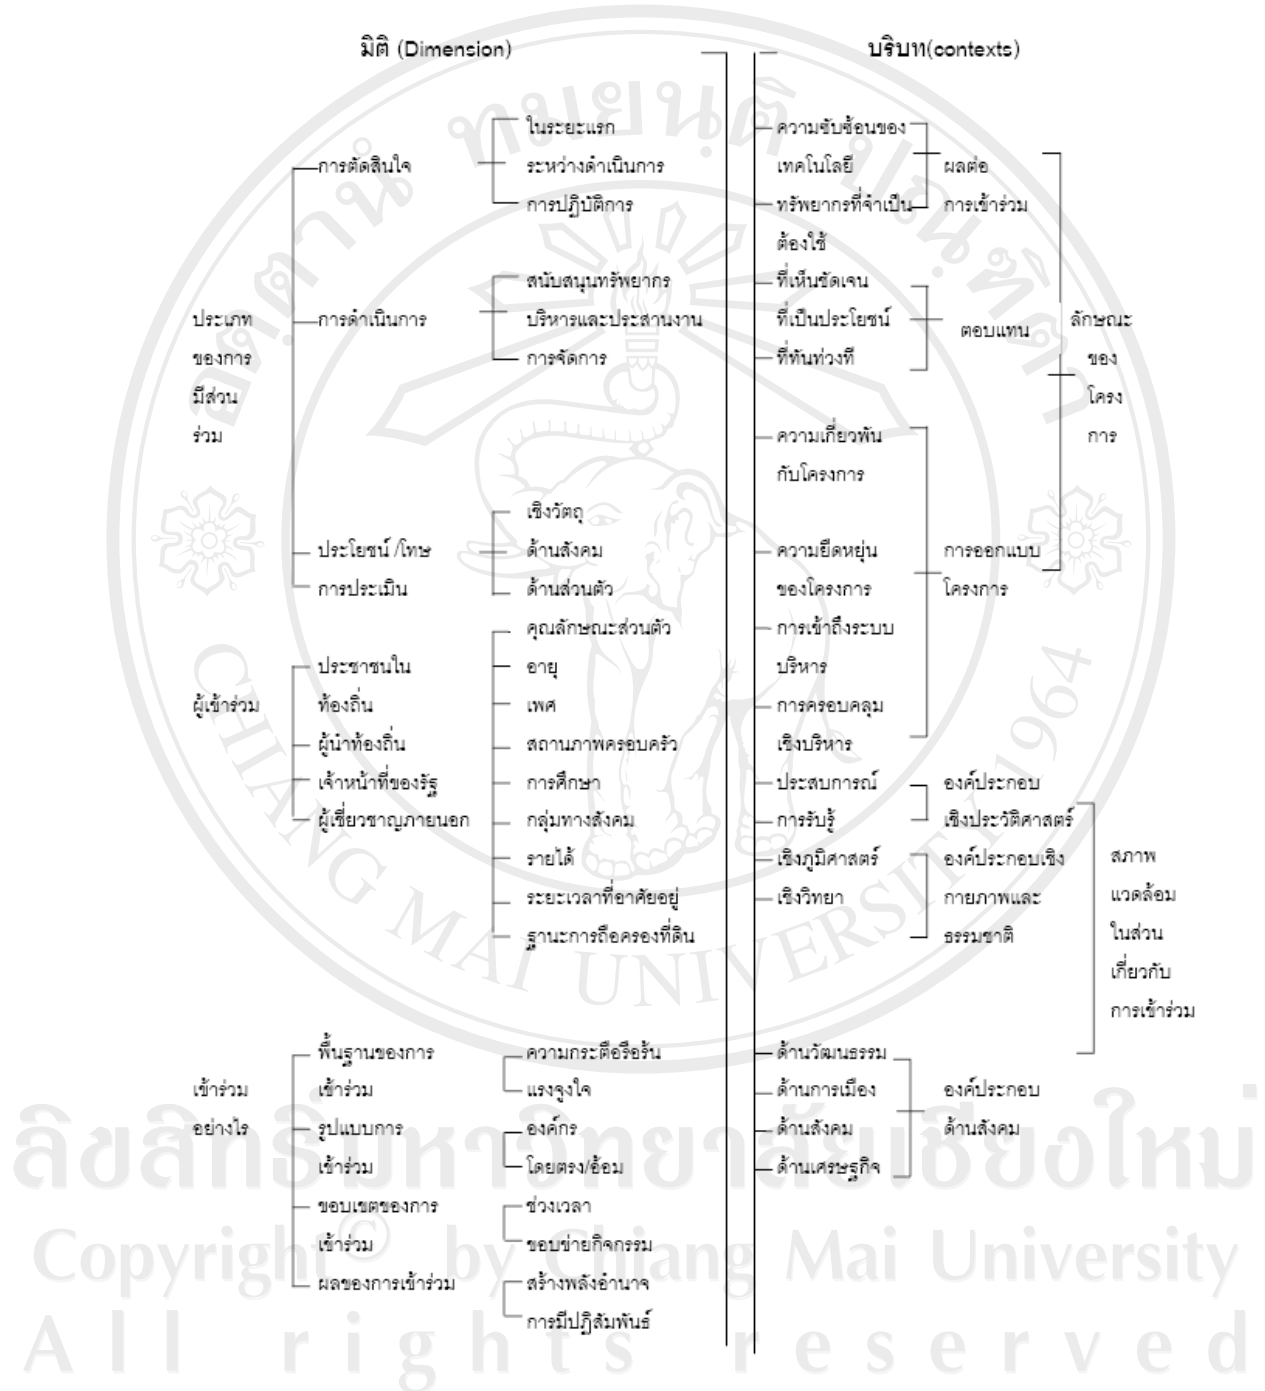 มิติ (Dimension)
บริบท(contexts)
ในระยะแรก
ความซับซ้อนของ
การตัดสินใจ
ระหว่างดำเนินการ
เทคโนโลยี
ผลต่อ
การปฏิบัติการ
ทรัพยากรที่จำเป็น
การเข้าร่วม
ต้องใช้
สนับสนุนทรัพยากร
ที่เห็นชัดเจน
ประเภท
การดำเนินการ
บริหารและประสานงาน
ที่เป็นประโยชน์
ตอบแทน
ลักษณะ
ของการ
การจัดการ
ที่ทันท่วงที
ของ
มีส่วน
โครง
ร่วม
ความเกี่ยวพัน
การ
กับโครงการ
เชิงวัตถุ
ประโยชน์ /โทษ
ด้านสังคม
ความยืดหยุ่น
การออกแบบ
การประเมิน
ด้านส่วนตัว
ของโครงการ
โครงการ
คุณลักษณะส่วนตัว
การเข้าถึงระบบ
ประชาชนใน
อายุ
บริหาร
ผู้เข้าร่วม
ท้องถิ่น
เพศ
การครอบคลุม
ผู้นำท้องถิ่น
สถานภาพครอบครัว
เชิงบริหาร
เจ้าหน้าที่ของรัฐ
การศึกษา
ประสบการณ์
องค์ประกอบ
ผู้เชี่ยวชาญภายนอก
กลุ่มทางสังคม
การรับรู้
เชิงประวัติศาสตร์
รายได้
เชิงภูมิศาสตร์
องค์ประกอบเชิง
สภาพ
ระยะเวลาที่อาศัยอยู่
เชิงวิทยา
กายภาพและ
แวดล้อม
ฐานะการถือครองที่ดิน
ธรรมชาติ
ในส่วน
เกี่ยวกับ
การเข้าร่วม
พื้นฐานของการ
ความกระตือรือร้น
ด้านวัฒนธรรม
เข้าร่วม
เข้าร่วม
แรงจูงใจ
ด้านการเมือง
องค์ประกอบ
อย่างไร
รูปแบบการ
องค์กร
ด้านสังคม
ด้านสังคม
เข้าร่วม
โดยตรง/อ้อม
ด้านเศรษฐกิจ
ขอบเขตของการ
ช่วงเวลา
เข้าร่วม
ขอบข่ายกิจกรรม
ผลของการเข้าร่วม
สร้างพลังอำนาจ
การมีปฏิสัมพันธ์
CHIANG MAI UNIVERSITY 1964
ลิขสิทธิ์มหาวิทยาลัยเชียงใหม่
Copyright © by Chiang Mai University
All rights reserved